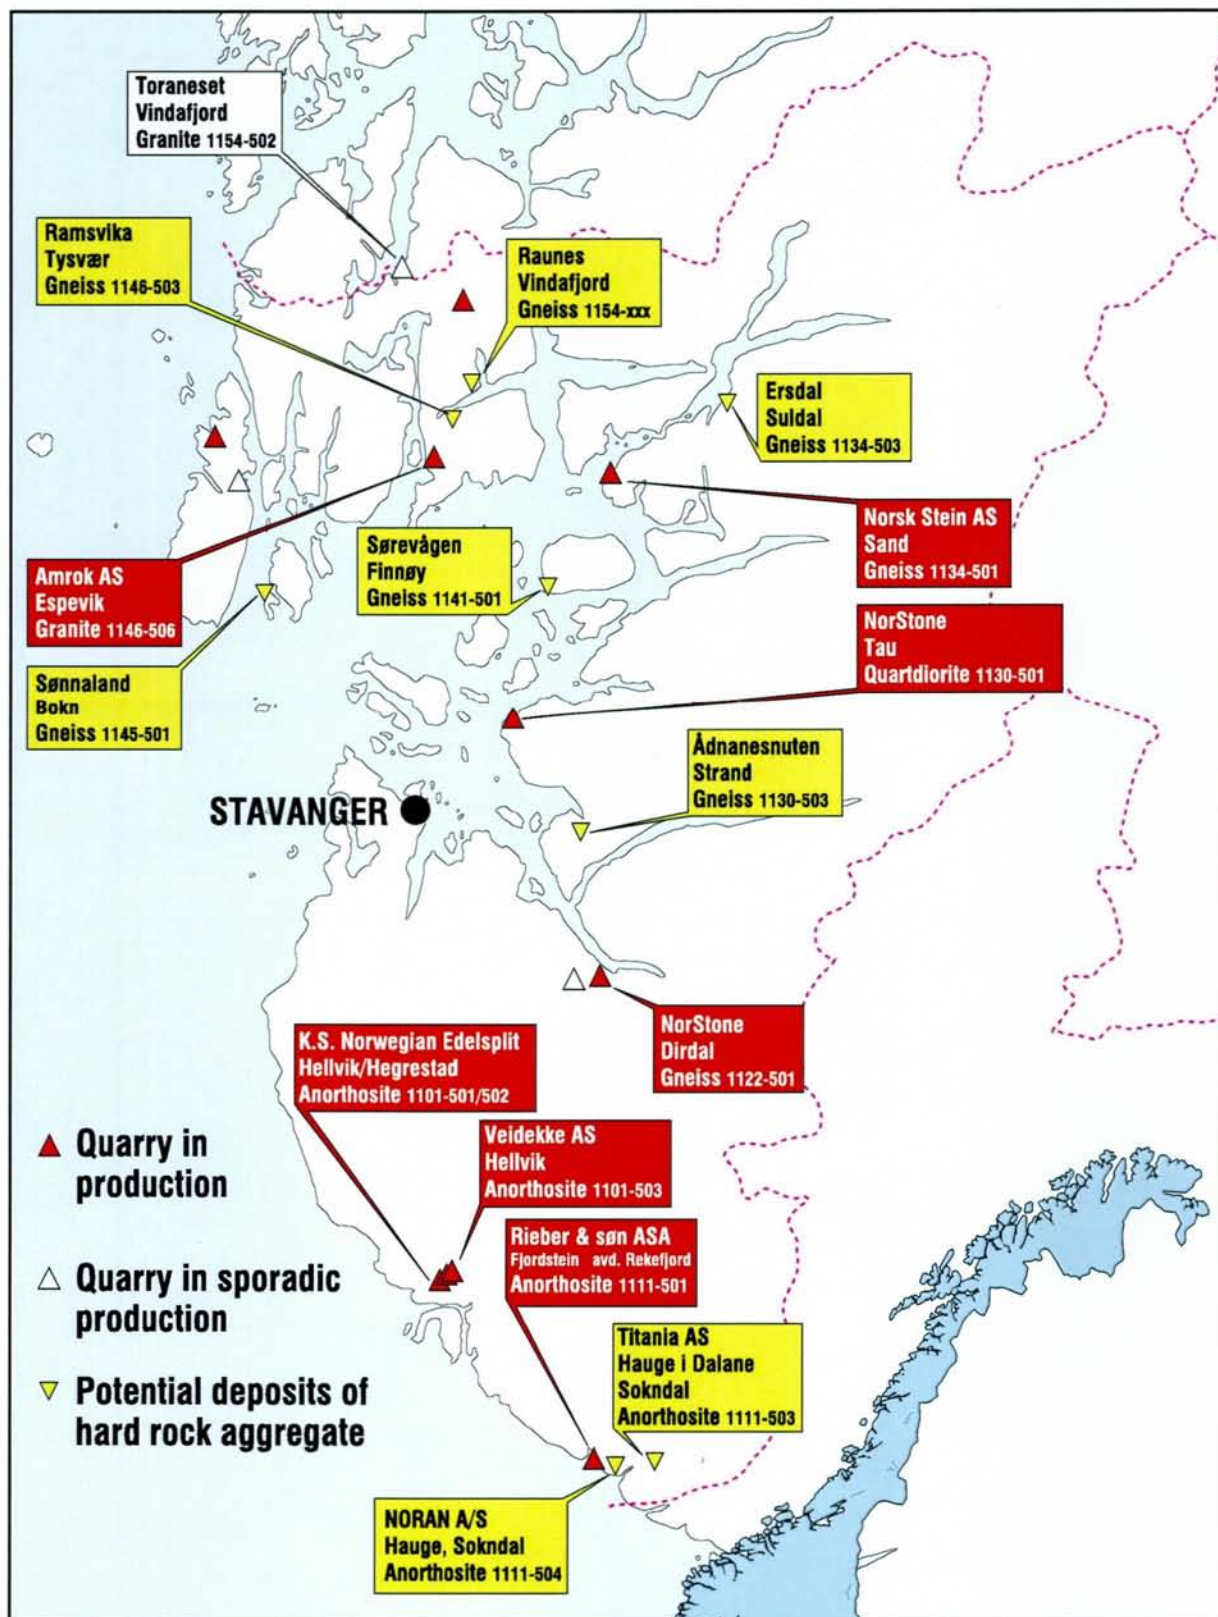 Toraneset
Vindafjord
Granite 1154-502
Ramsvika
Tysvær
Gneiss 1146-503
Raunes
Vindafjord
Gneiss 1154-xxx
Ersdal
Suldal
Gneiss 1134-503
Norsk Stein AS
Sand
Gneiss 1134-501
Sørevågen
Finnøy
Gneiss 1141-501
Amrok AS
Espevik
Granite 1146-506
NorStone
Tau
Quartdiorite 1130-501
Sønnaland
Bokn
Gneiss 1145-501
Ådnanesnuten
Strand
Gneiss 1130-503
STAVANGER
NorStone
Dirdal
Gneiss 1122-501
K.S. Norwegian Edelsplit
Hellvik/Hegrestad
Anorthosite 1101-501/502
Veidekke AS
Hellvik
Anorthosite 1101-503
Rieber & søn ASA
Fjordstein avd. Rekefjord
Anorthosite 1111-501
Titania AS
Hauge i Dalane
Sokndal
Anorthosite 1111-503
NORAN A/S
Hauge, Sokndal
Anorthosite 1111-504
Quarry in
production
Quarry in sporadic
production
Potential deposits of
hard rock aggregate